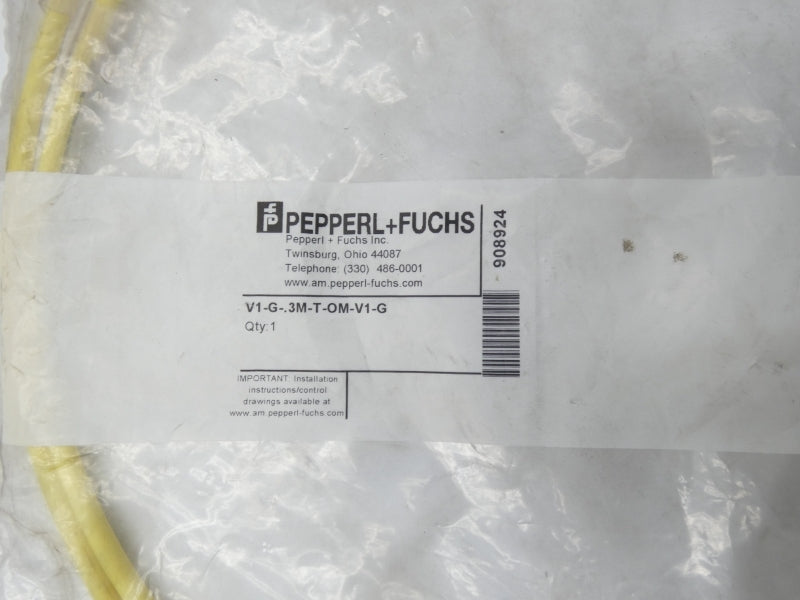 PEPPERL+FUCHS
Pepperl + Fuchs Inc.
Twinsburg, Ohio 44087
Telephone: (330) 486-0001
www.am.pepperl-fuchs.com
908924
V1-G-.3M-T-OM-V1-G
Qty:1
IMPORTANT: Installation
instructions/control
drawings available at
www.am.pepperl-fuchs.com